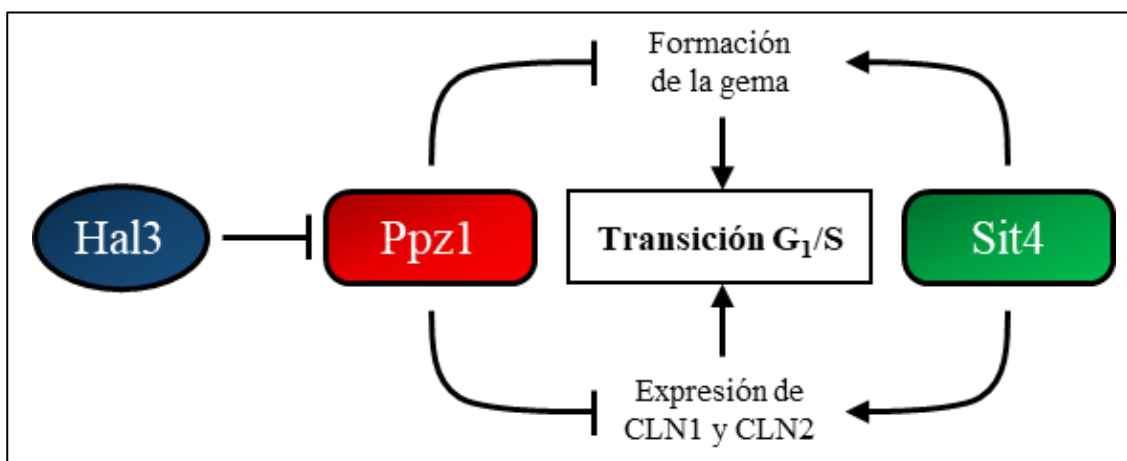 Formación
de la gema
Hal3
Ppz1
Transición G₁/S
Sit4
Expresión de
CLN1 y CLN2